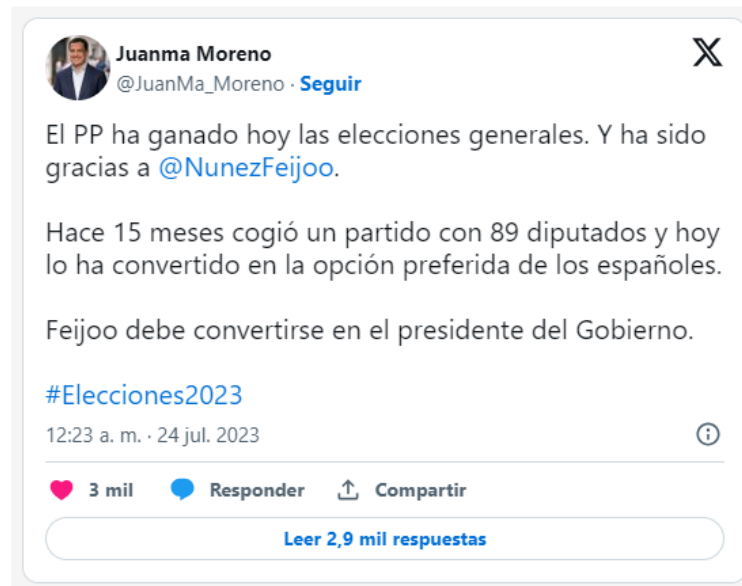 Juanma Moreno
@JuanMa_Moreno · Seguir
El PP ha ganado hoy las elecciones generales. Y ha sido
gracias a @NunezFeijoo.
Hace 15 meses cogió un partido con 89 diputados y hoy
lo ha convertido en la opción preferida de los españoles.
Feijoo debe convertirse en el presidente del Gobierno.
#Elecciones2023
12:23 a. m. · 24 jul. 2023
3 mil Responder Compartir
Leer 2,9 mil respuestas